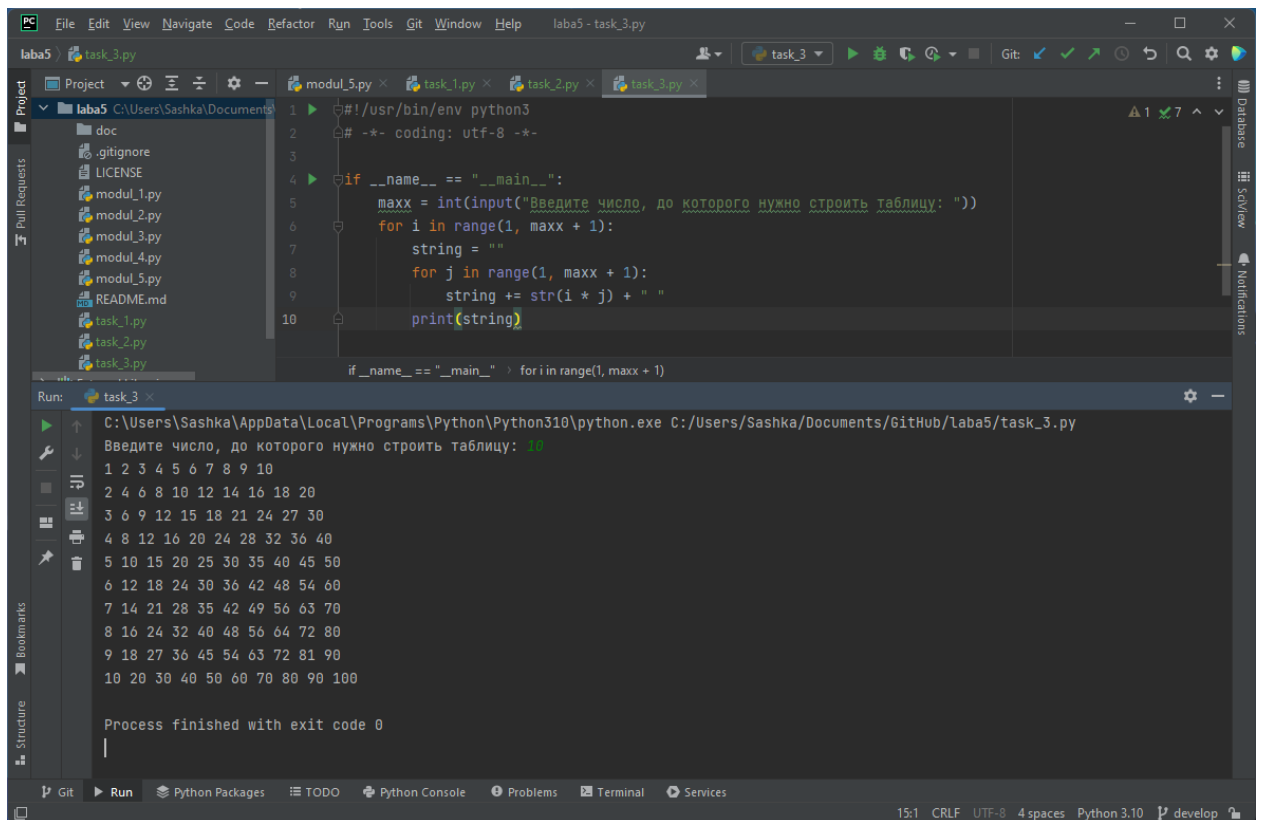 PC File Edit View Navigate Code Refactor Run Tools Git Window Help laba5 - task_3.py
laba5 task_3.py task_3 Git:
Project modul_5.py task_1.py task_2.py task_3.py
Project
laba5 C:\Users\Sashka\Documents
doc
.gitignore
LICENSE
modul_1.py
modul_2.py
modul_3.py
modul_4.py
modul_5.py
README.md
task_1.py
task_2.py
task_3.py
Pull Requests
1 #!/usr/bin/env python3
2 # -*- coding: utf-8 -*-
3
4 if __name__ == "__main__":
5 maxx = int(input("Введите число, до которого нужно строить таблицу: "))
6 for i in range(1, maxx + 1):
7 string = ""
8 for j in range(1, maxx + 1):
9 string += str(i * j) + " "
10 print(string)
1 7
if __name__ == "__main__" for i in range(1, maxx + 1)
Database
SciView
Notifications
Run: task_3
C:\Users\Sashka\AppData\Local\Programs\Python\Python310\python.exe C:/Users/Sashka/Documents/GitHub/laba5/task_3.py
Введите число, до которого нужно строить таблицу: 10
1 2 3 4 5 6 7 8 9 10
2 4 6 8 10 12 14 16 18 20
3 6 9 12 15 18 21 24 27 30
4 8 12 16 20 24 28 32 36 40
5 10 15 20 25 30 35 40 45 50
6 12 18 24 30 36 42 48 54 60
7 14 21 28 35 42 49 56 63 70
8 16 24 32 40 48 56 64 72 80
9 18 27 36 45 54 63 72 81 90
10 20 30 40 50 60 70 80 90 100
Process finished with exit code 0
Bookmarks
Structure
Git Run Python Packages TODO Python Console Problems Terminal Services
15:1 CRLF UTF-8 4 spaces Python 3.10 develop